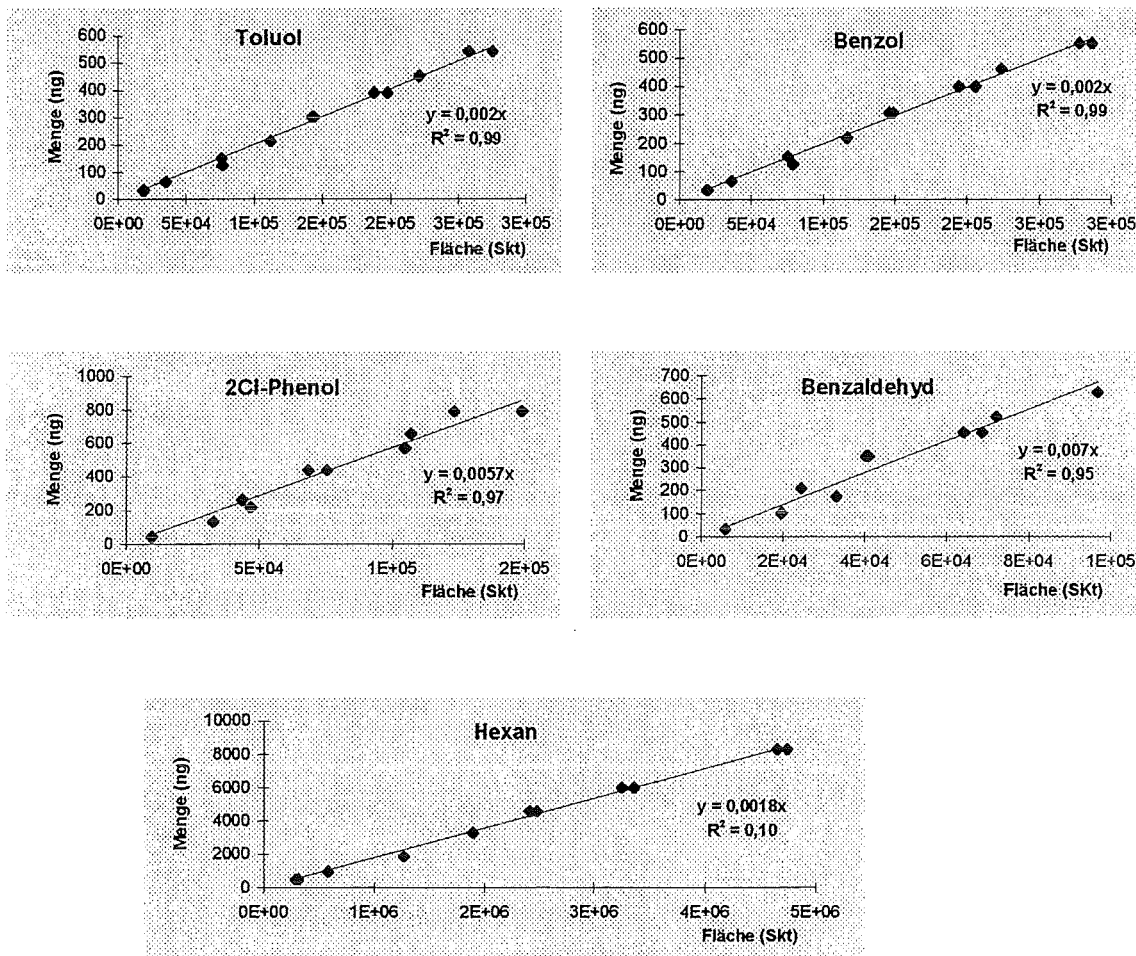 Toluol
Menge (ng)
600
500
400
300
200
100
0
y = 0,002x
R² = 0,99
0E+00 5E+04 1E+05 2E+05 2E+05 3E+05 3E+05
Fläche (Skt)
Benzol
Menge (ng)
600
500
400
300
200
100
0
y = 0,002x
R² = 0,99
0E+00 5E+04 1E+05 2E+05 2E+05 3E+05 3E+05
Fläche (Skt)
2Cl-Phenol
Menge (ng)
1000
800
600
400
200
0
y = 0,0057x
R² = 0,97
0E+00 5E+04 1E+05 2E+05
Fläche (Skt)
Benzaldehyd
Menge (ng)
700
600
500
400
300
200
100
0
y = 0,007x
R² = 0,95
0E+00 2E+04 4E+04 6E+04 8E+04 1E+05
Fläche (SKt)
Hexan
Menge (ng)
10000
8000
6000
4000
2000
0
y = 0,0018x
R² = 0,10
0E+00 1E+06 2E+06 3E+06 4E+06 5E+06
Fläche (Skt)